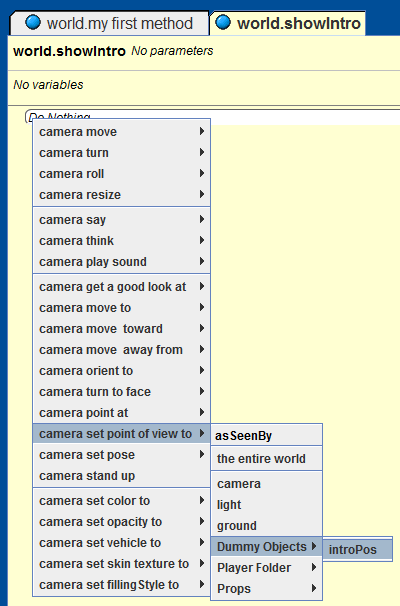 world.my first method
world.showIntro
world.showIntro No parameters
No variables
Do Nothing
camera move
camera turn
camera roll
camera resize
camera say
camera think
camera play sound
camera get a good look at
camera move to
camera move toward
camera move away from
camera orient to
camera turn to face
camera point at
camera set point of view to
camera set pose
camera stand up
camera set color to
camera set opacity to
camera set vehicle to
camera set skin texture to
camera set fillingStyle to
asSeenBy
the entire world
camera
light
ground
Dummy Objects
Player Folder
Props
introPos